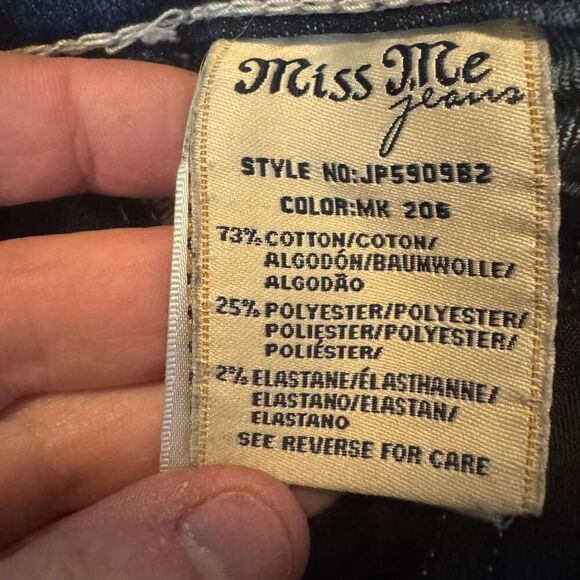 Miss Me
jeans
STYLE NO:JP5909B2
COLOR:MK 206
73% COTTON/COTON/
ALGODÓN/BAUMWOLLE/
ALGODÃO
25% POLYESTER/POLYESTER/
POLIESTER/POLYESTER/
POLIÉSTER/
2% ELASTANE/ÉLASTHANNE/
ELASTANO/ELASTAN/
ELASTANO
SEE REVERSE FOR CARE